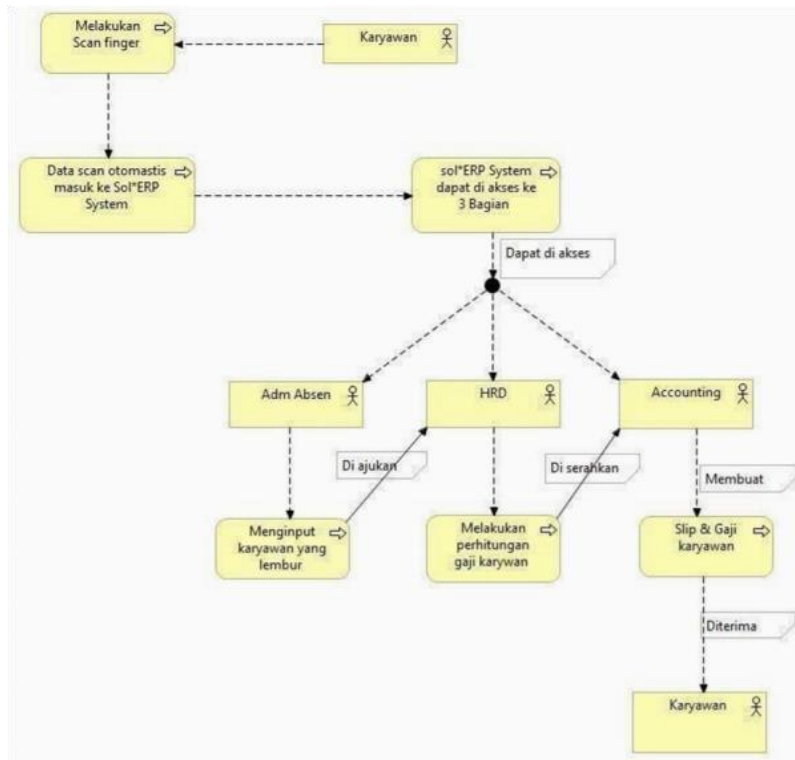 Melakukan
Scan finger
Karyawan
Data scan otomastis
masuk ke Sol*ERP
System
sol*ERP System
dapat di akses ke
3 Bagian
Dapat di akses
Adm Absen
HRD
Accounting
Di ajukan
Di serahkan
Membuat
Menginput
karyawan yang
lembur
Melakukan
perhitungan
gaji karywan
Slip & Gaji
karyawan
Diterima
Karyawan